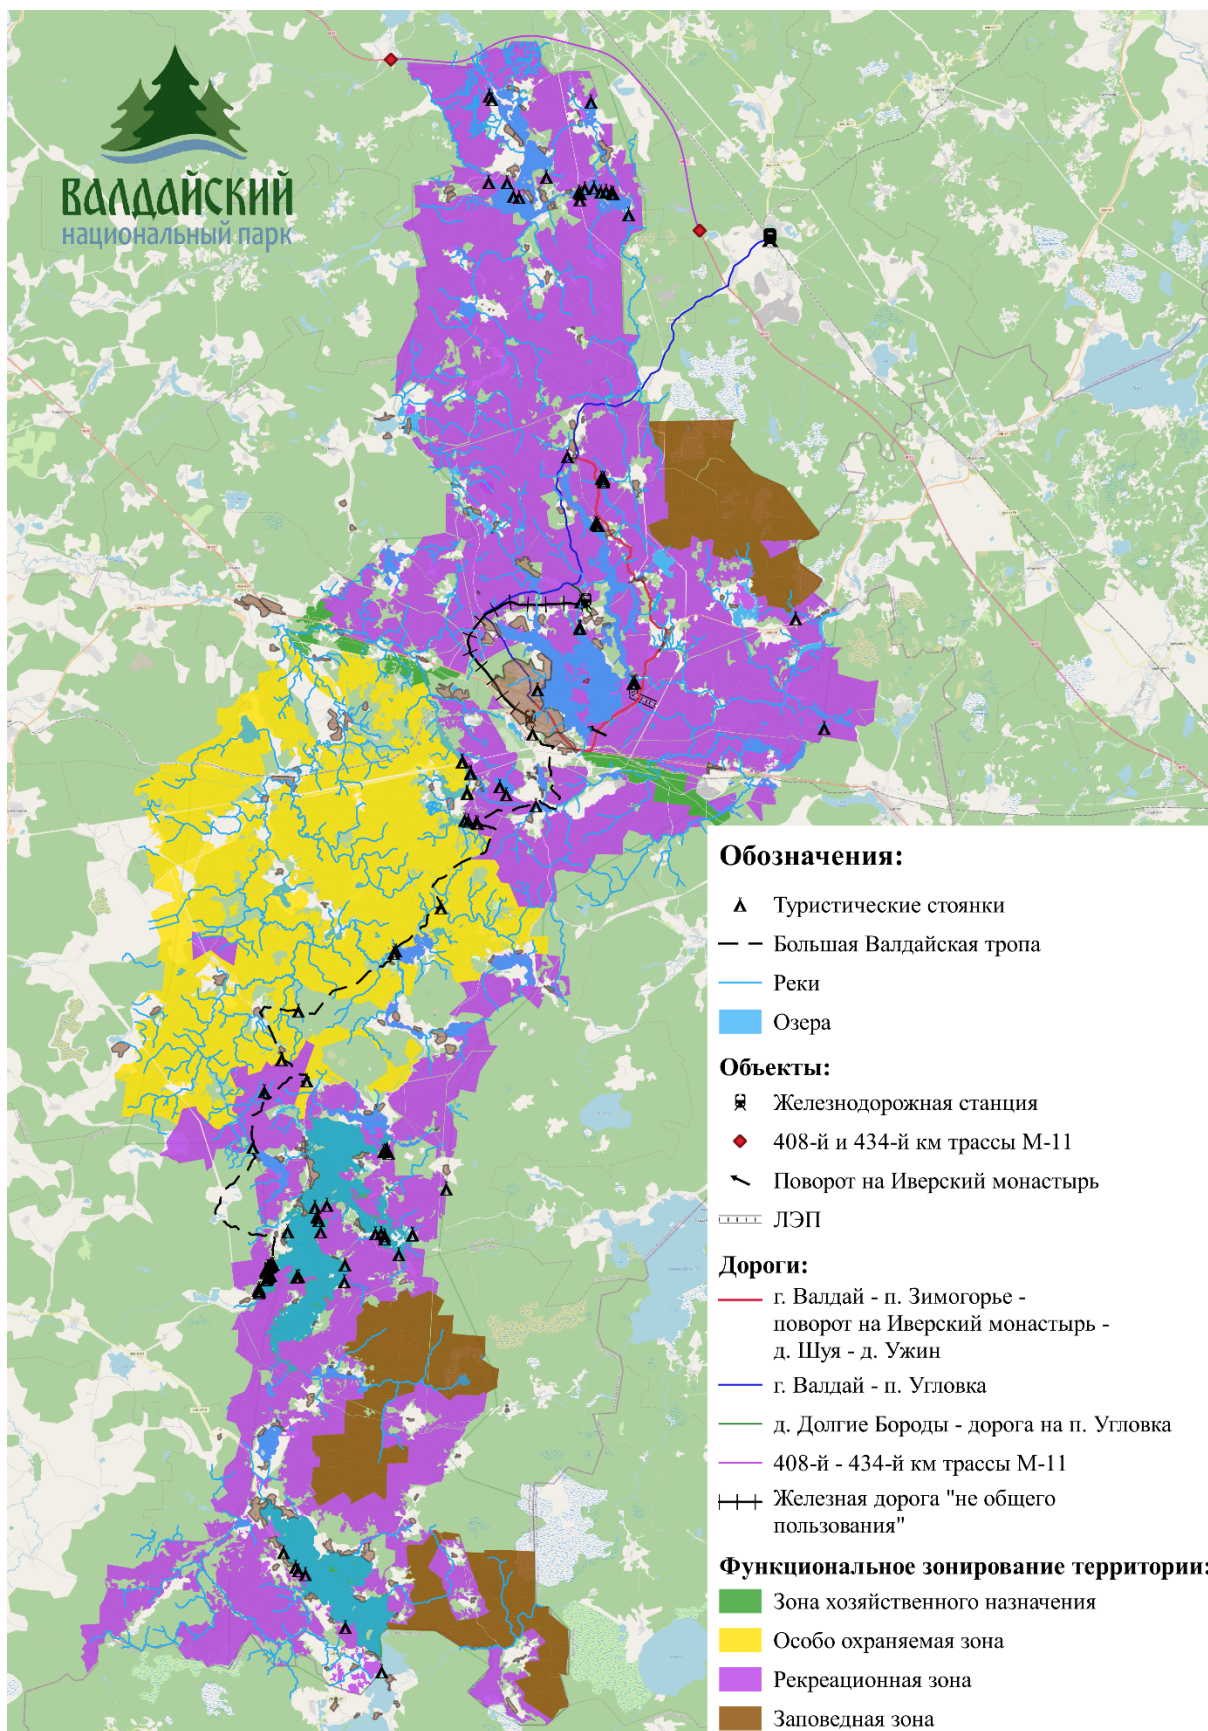 ВАЛДАЙСКИЙ
национальный парк
Обозначения:
Туристические стоянки
Большая Валдайская тропа
Реки
Озера
Объекты:
Железнодорожная станция
408-й и 434-й км трассы М-11
Поворот на Иверский монастырь
ЛЭП
Дороги:
г. Валдай - п. Зимогорье -
поворот на Иверский монастырь -
д. Шуя - д. Ужин
г. Валдай - п. Угловка
д. Долгие Бороды - дорога на п. Угловка
408-й - 434-й км трассы М-11
Железная дорога "не общего
пользования"
Функциональное зонирование территории:
Зона хозяйственного назначения
Особо охраняемая зона
Рекреационная зона
Заповедная зона